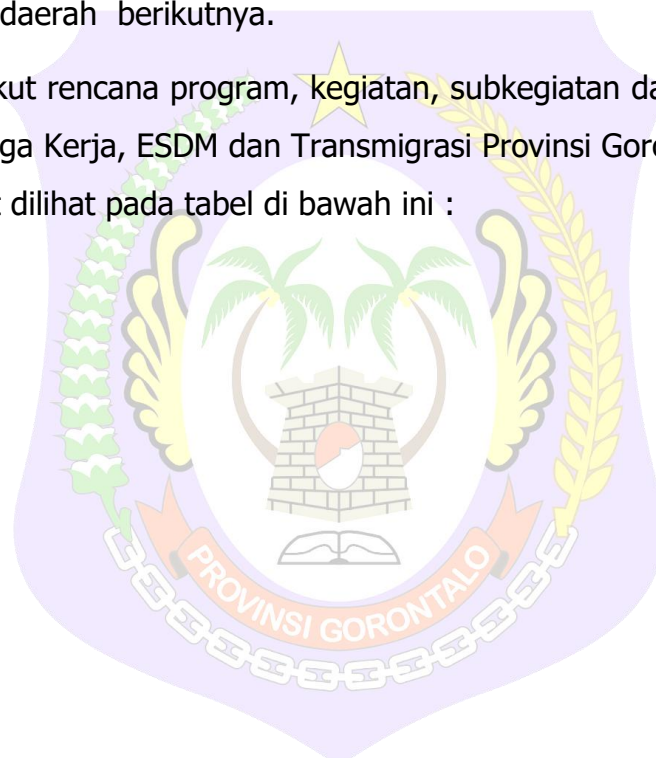 daerah berikutnya.
kut rencana program, kegiatan, subkegiatan da
ga Kerja, ESDM dan Transmigrasi Provinsi Goro
dilihat pada tabel di bawah ini :
PROVINSI GORONTALO